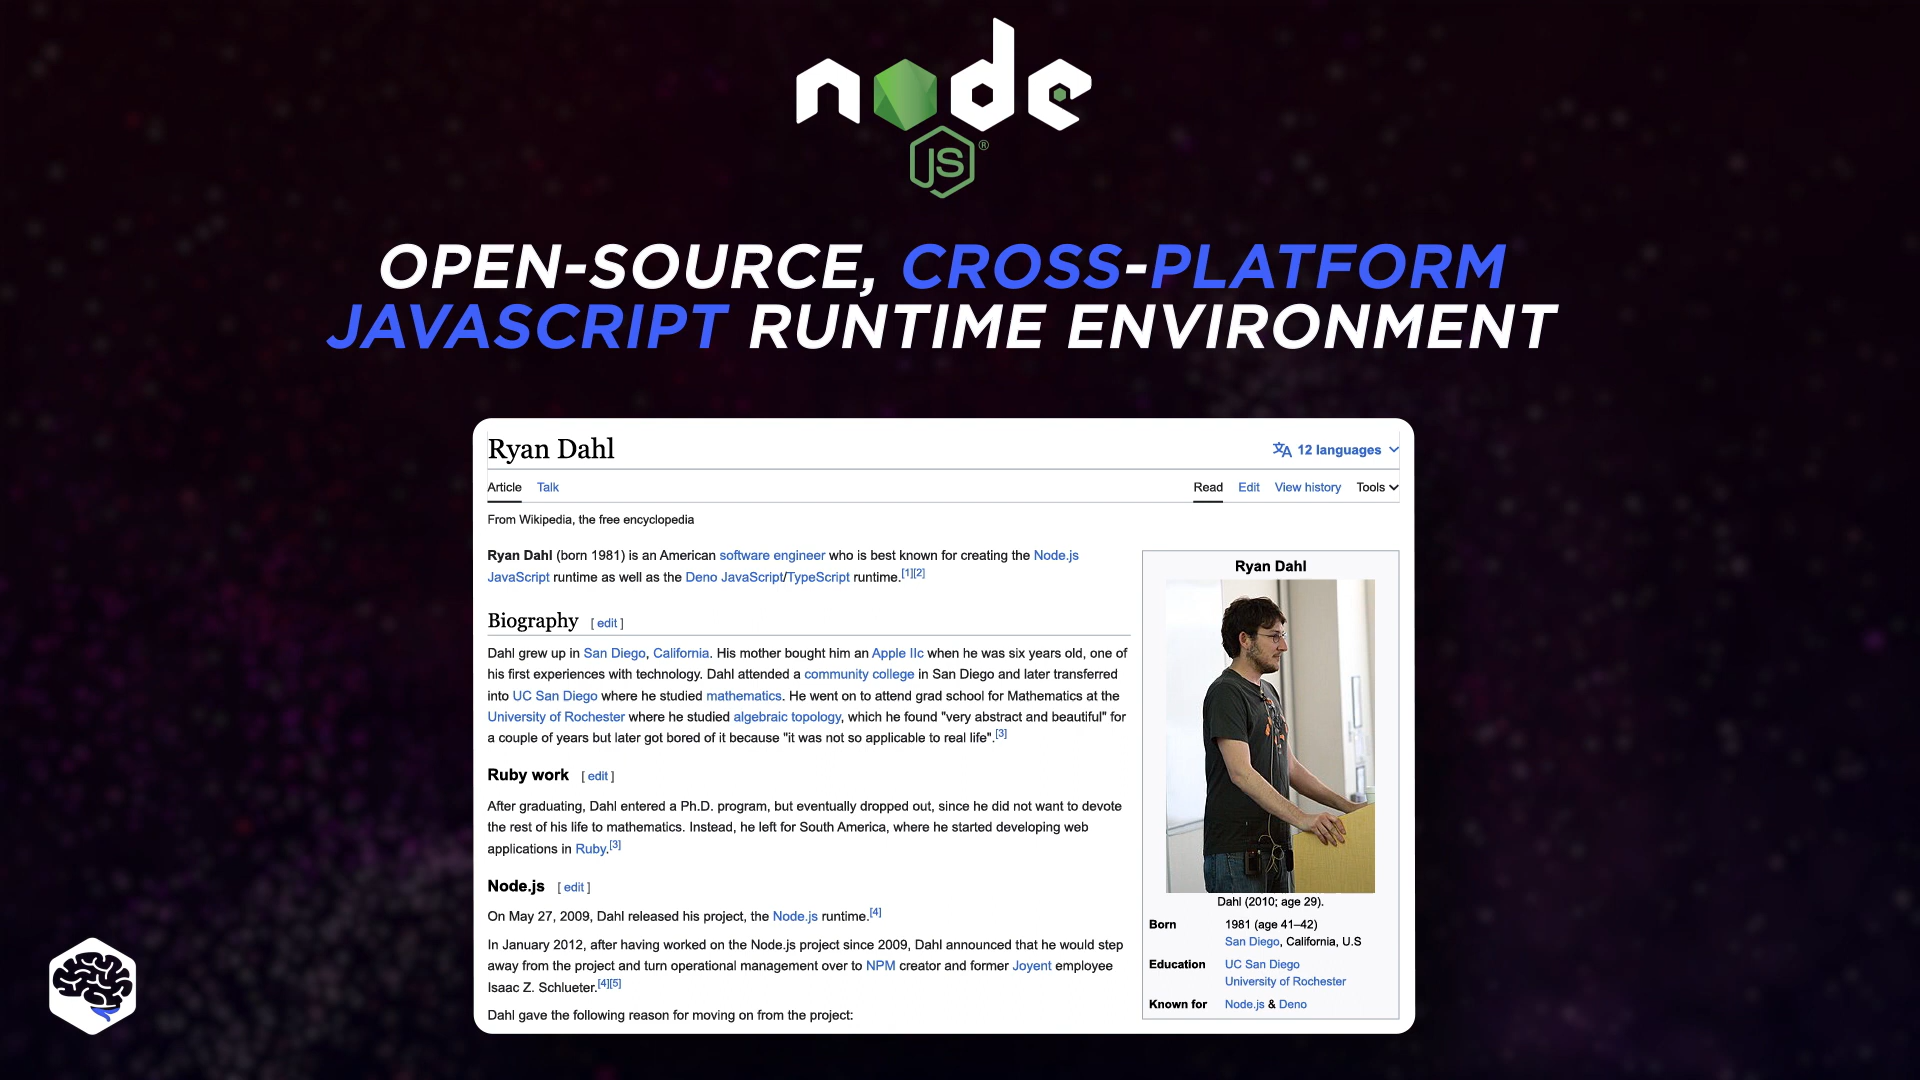 node
JS®
OPEN-SOURCE, CROSS-PLATFORM
JAVASCRIPT RUNTIME ENVIRONMENT
Ryan Dahl
12 languages
Article Talk
Read Edit View history Tools
From Wikipedia, the free encyclopedia
Ryan Dahl (born 1981) is an American software engineer who is best known for creating the Node.js
JavaScript runtime as well as the Deno JavaScript/TypeScript runtime.[1][2]
Biography [ edit ]
Dahl grew up in San Diego, California. His mother bought him an Apple IIc when he was six years old, one of
his first experiences with technology. Dahl attended a community college in San Diego and later transferred
into UC San Diego where he studied mathematics. He went on to attend grad school for Mathematics at the
University of Rochester where he studied algebraic topology, which he found "very abstract and beautiful" for
a couple of years but later got bored of it because "it was not so applicable to real life".[3]
Ruby work [ edit ]
After graduating, Dahl entered a Ph.D. program, but eventually dropped out, since he did not want to devote
the rest of his life to mathematics. Instead, he left for South America, where he started developing web
applications in Ruby.[3]
Node.js [ edit ]
On May 27, 2009, Dahl released his project, the Node.js runtime.[4]
In January 2012, after having worked on the Node.js project since 2009, Dahl announced that he would step
away from the project and turn operational management over to NPM creator and former Joyent employee
Isaac Z. Schlueter.[4][5]
Dahl gave the following reason for moving on from the project:
Ryan Dahl
Dahl (2010; age 29).
Born 1981 (age 41–42)
San Diego, California, U.S
Education UC San Diego
University of Rochester
Known for Node.js & Deno